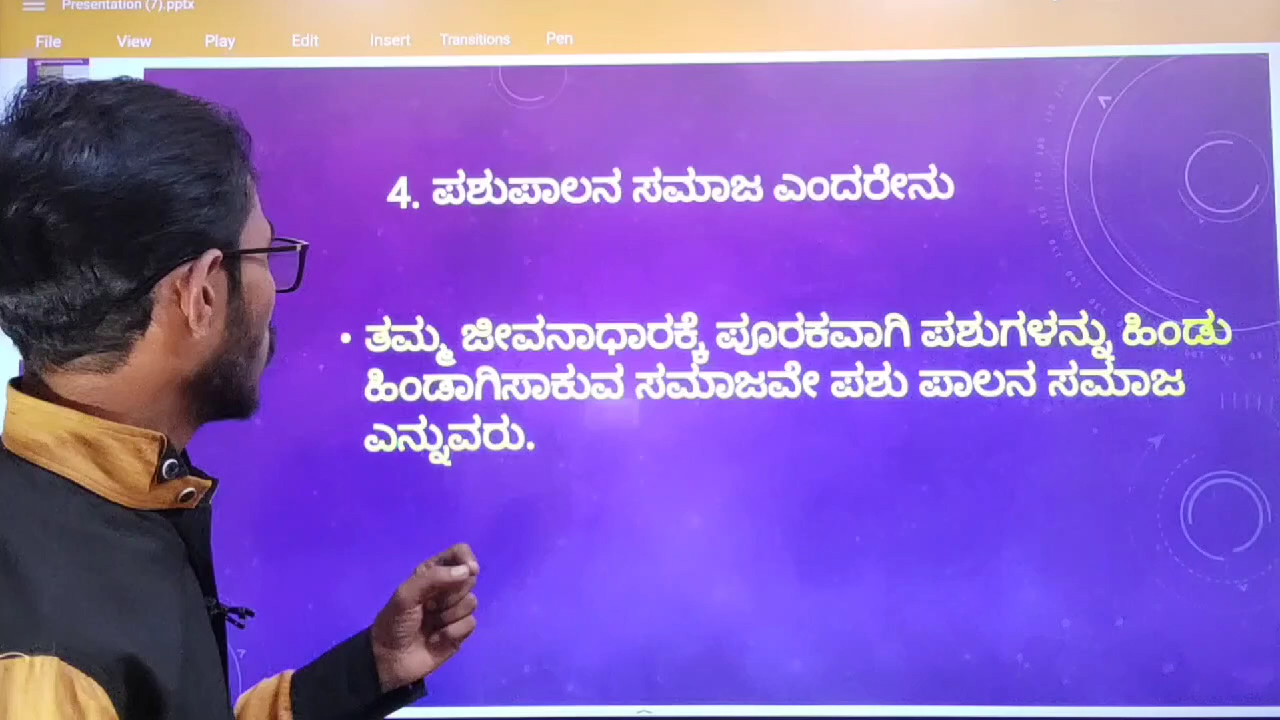 Presentation (7).pptx
File View Play Edit Insert Transitions Pen
4. ಪಶುಪಾಲನ ಸಮಾಜ ಎಂದರೇನು
• ತಮ್ಮ ಜೀವನಾಧಾರಕ್ಕೆ ಪೂರಕವಾಗಿ ಪಶುಗಳನ್ನು ಹಿಂಡು
ಹಿಂಡಾಗಿಸಾಕುವ ಸಮಾಜವೇ ಪಶು ಪಾಲನ ಸಮಾಜ
ಎನ್ನುವರು.